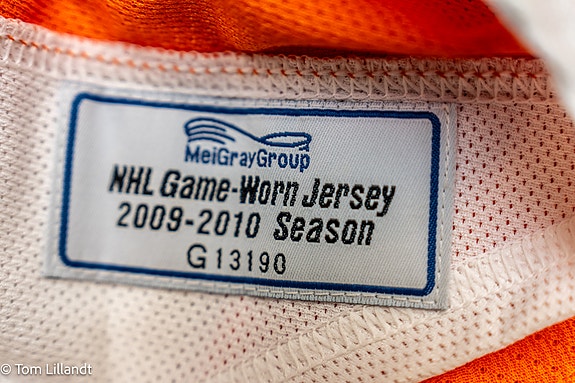 MeiGrayGroup
NHL Game-Worn Jersey
2009-2010 Season
G13190
© Tom Lillandt